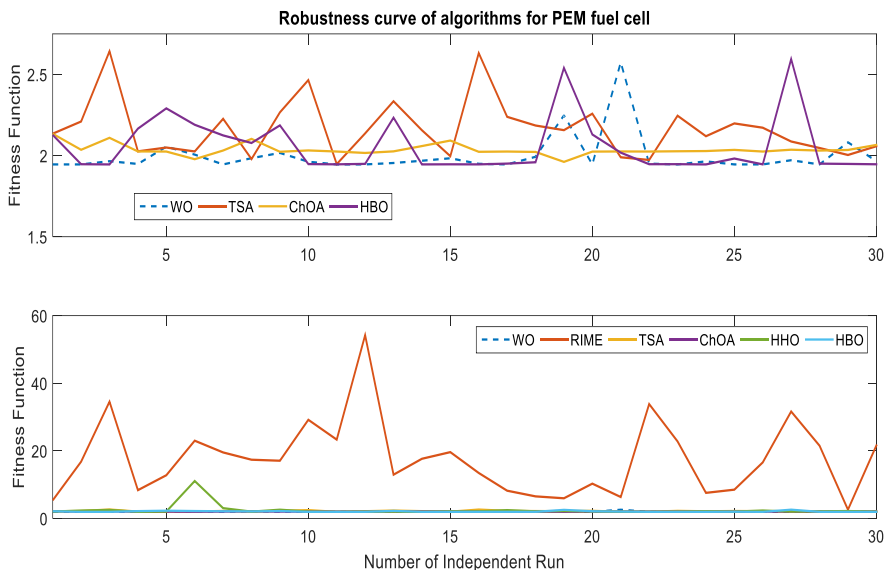 Robustness curve of algorithms for PEM fuel cell
Fitness Function
2.5
2
1.5
WO TSA ChOA HBO
5 10 15 20 25 30
Fitness Function
60
40
20
0
WO RIME TSA ChOA HHO HBO
5 10 15 20 25 30
Number of Independent Run